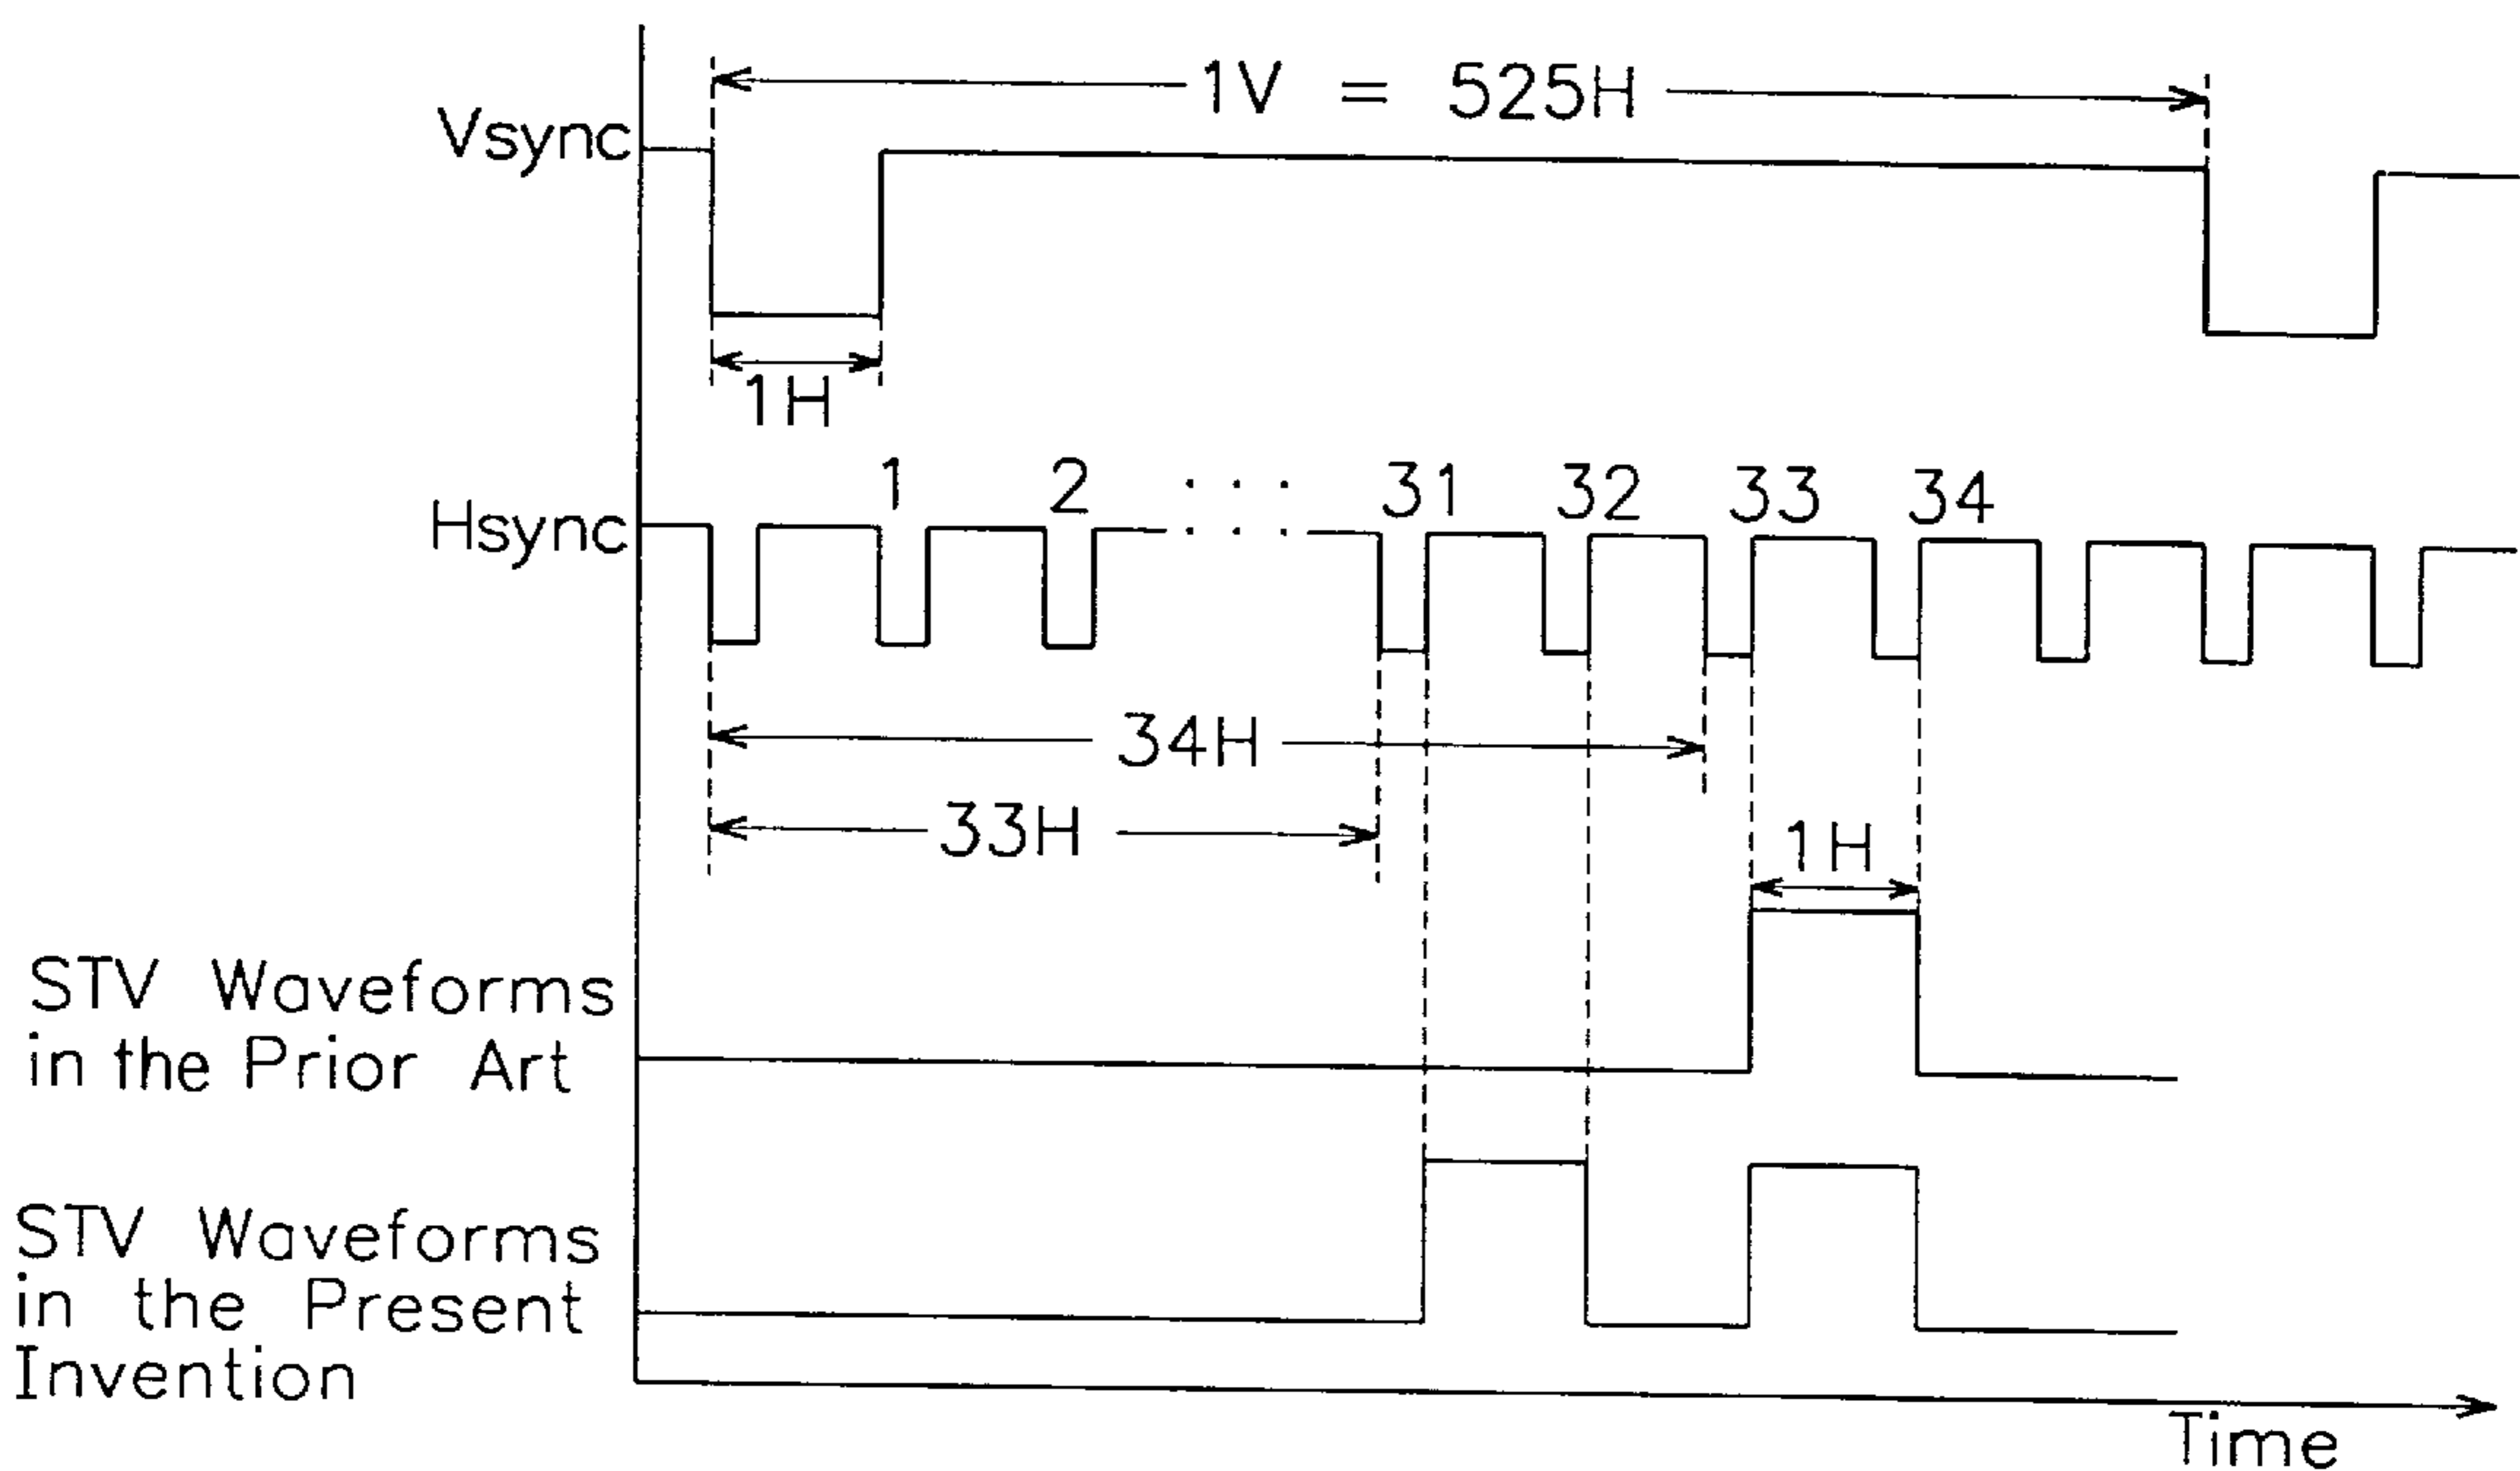 1V = 525H
Vsync
1H
1 2 . . . 31 32 33 34
Hsync . . .
34H
33H
1H
STV Waveforms
in the Prior Art
STV Waveforms
in the Present
Invention
Time